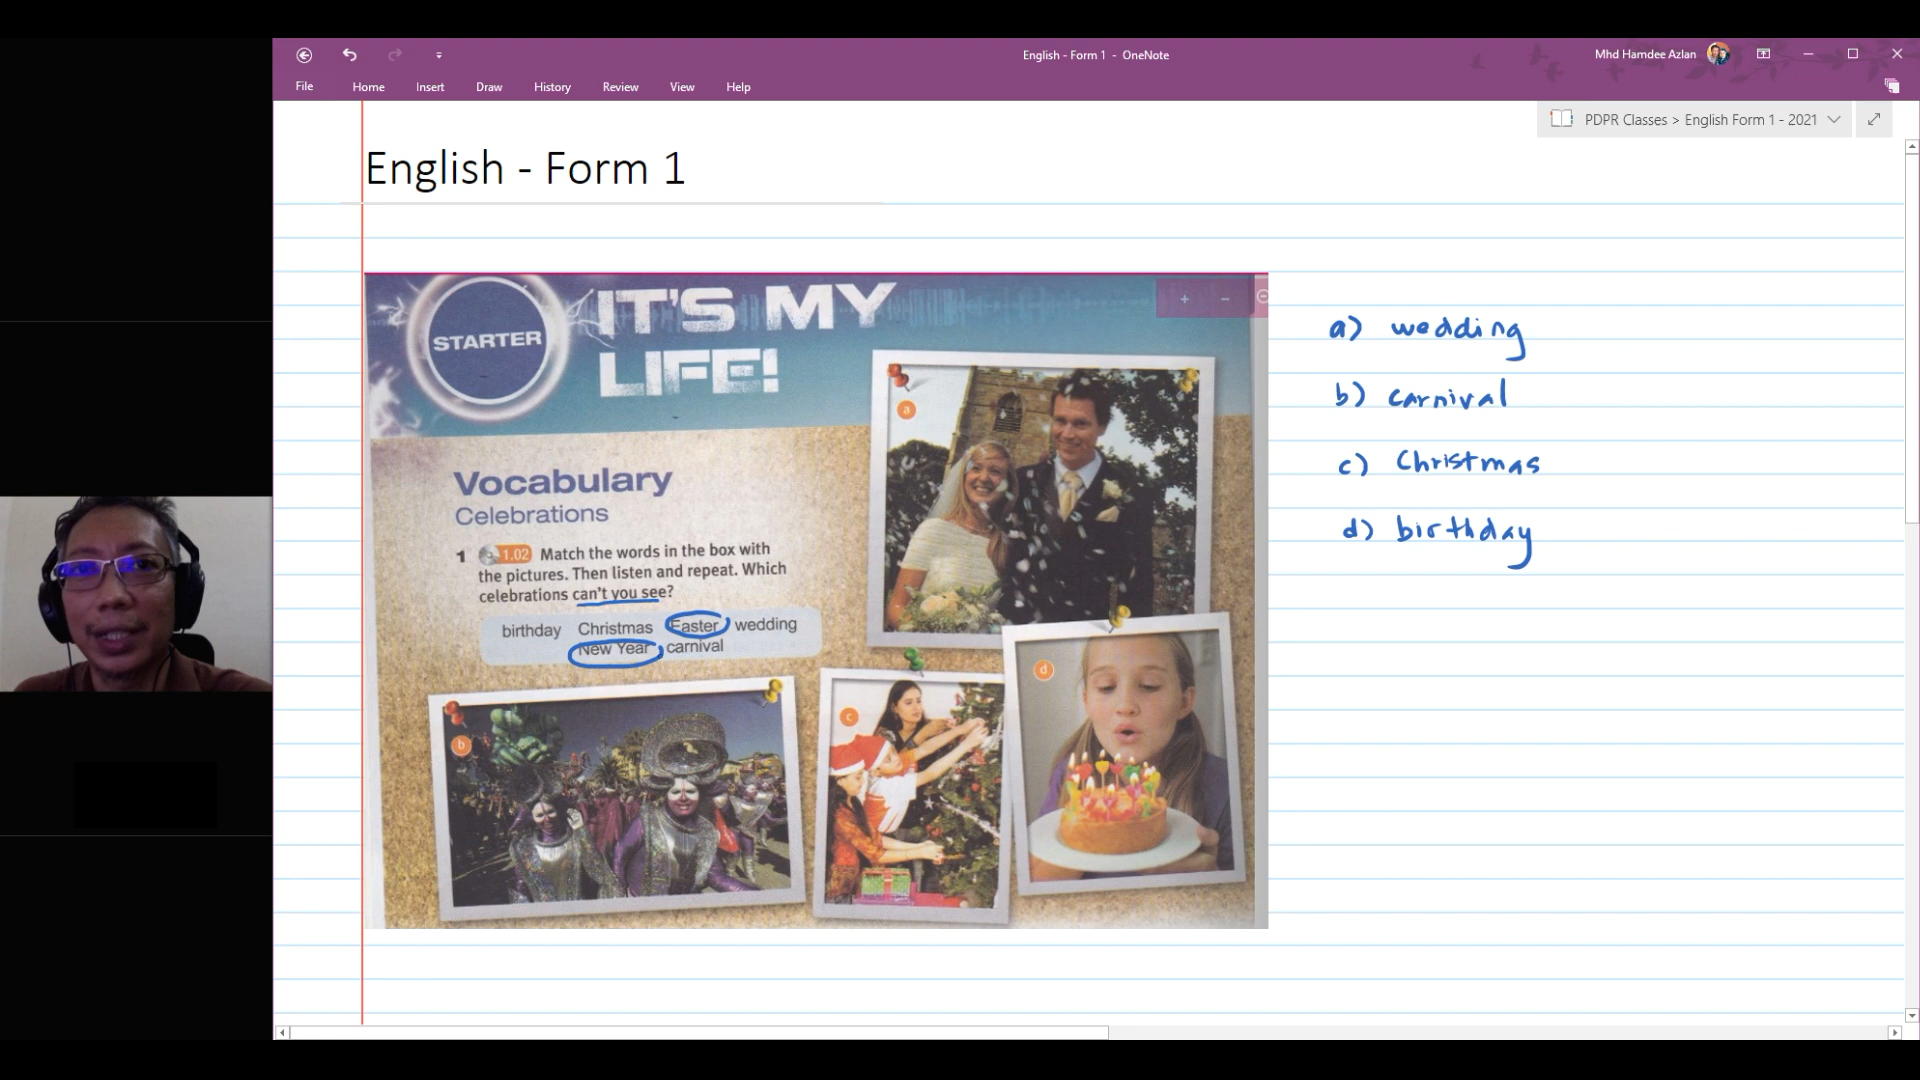 English - Form 1 - OneNote
Mhd Hamdee Azlan
File Home Insert Draw History Review View Help
PDPR Classes > English Form 1 - 2021
English - Form 1
STARTER
IT'S MY
LIFE!
a
Vocabulary
Celebrations
1 1.02 Match the words in the box with
the pictures. Then listen and repeat. Which
celebrations can't you see?
birthday Christmas Easter wedding
New Year carnival
b
c
d
a) wedding
b) carnival
c) Christmas
d) birthday